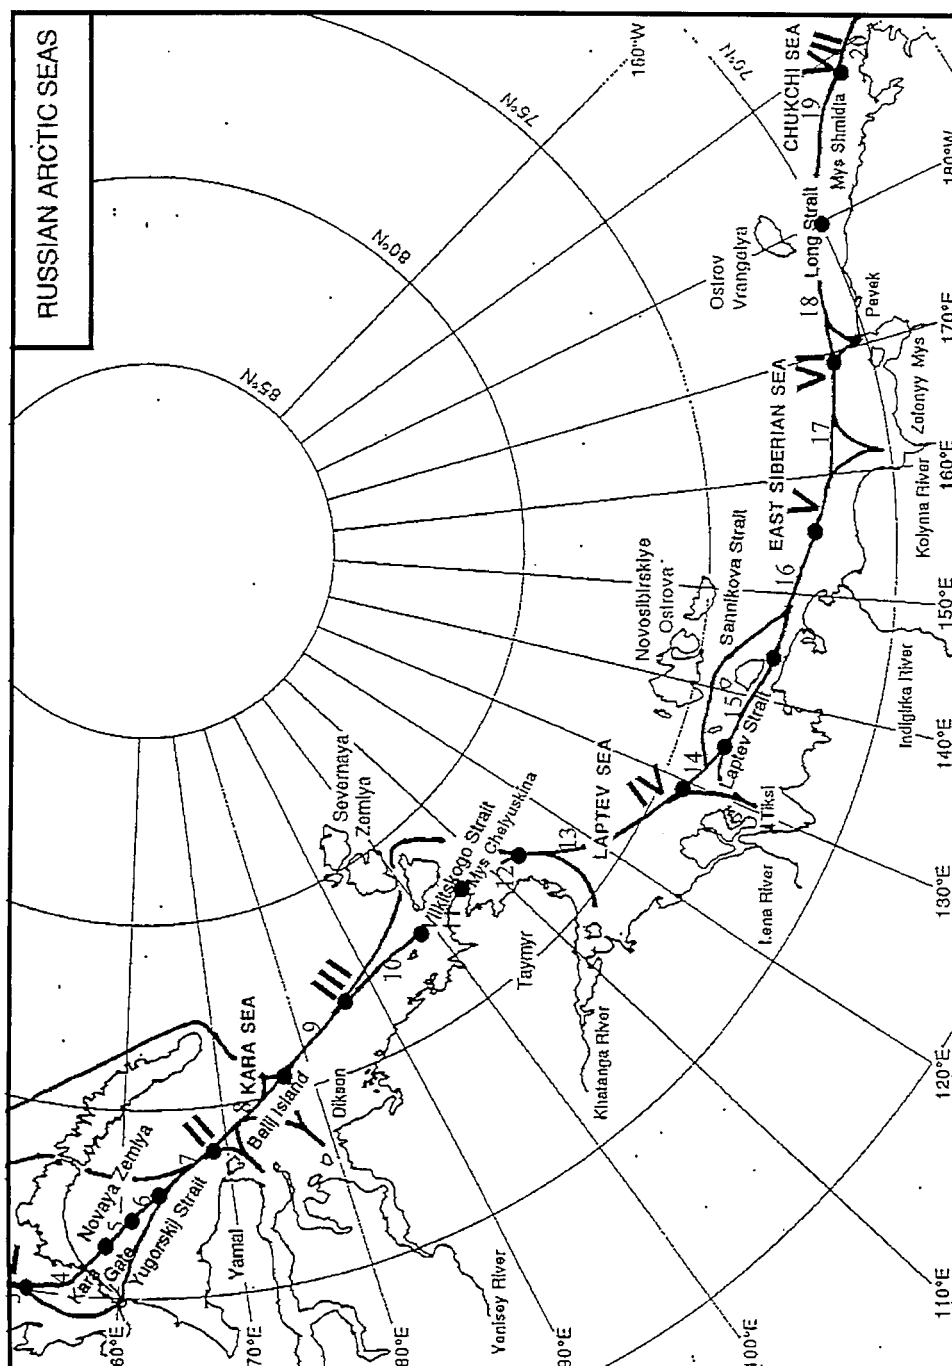 RUSSIAN ARCTIC SEAS
160°W
70°N
75°N
80°N
85°N
CHUKCHI SEA
VII
20
19
Mys Shmidta
180°W
Long Strait
Ostrov
Vrangelya
18
Pevek
170°E
VI
EAST SIBERIAN SEA
17
Zelenyy Mys
160°E
Kolyma River
V
16
150°E
Novosibirskiye
Ostrova
Sannikova Strait
15
Laptev Strait
Indigirka River
140°E
14
IV
LAPTEV SEA
Tiksi
Lena River
130°E
13
12
Severnaya
Zemlya
Vilkitskogo Strait
Mys Chelyuskina
11
10
Taymyr
Khatanga River
120°E
III
9
KARA SEA
8
Belij Island
Dikson
II
7
Novaya Zemlya
6
5
Yugorskij Strait
Kara
Gate
4
Yamal
Yenisey River
60°E
70°E
80°E
90°E
100°E
110°E